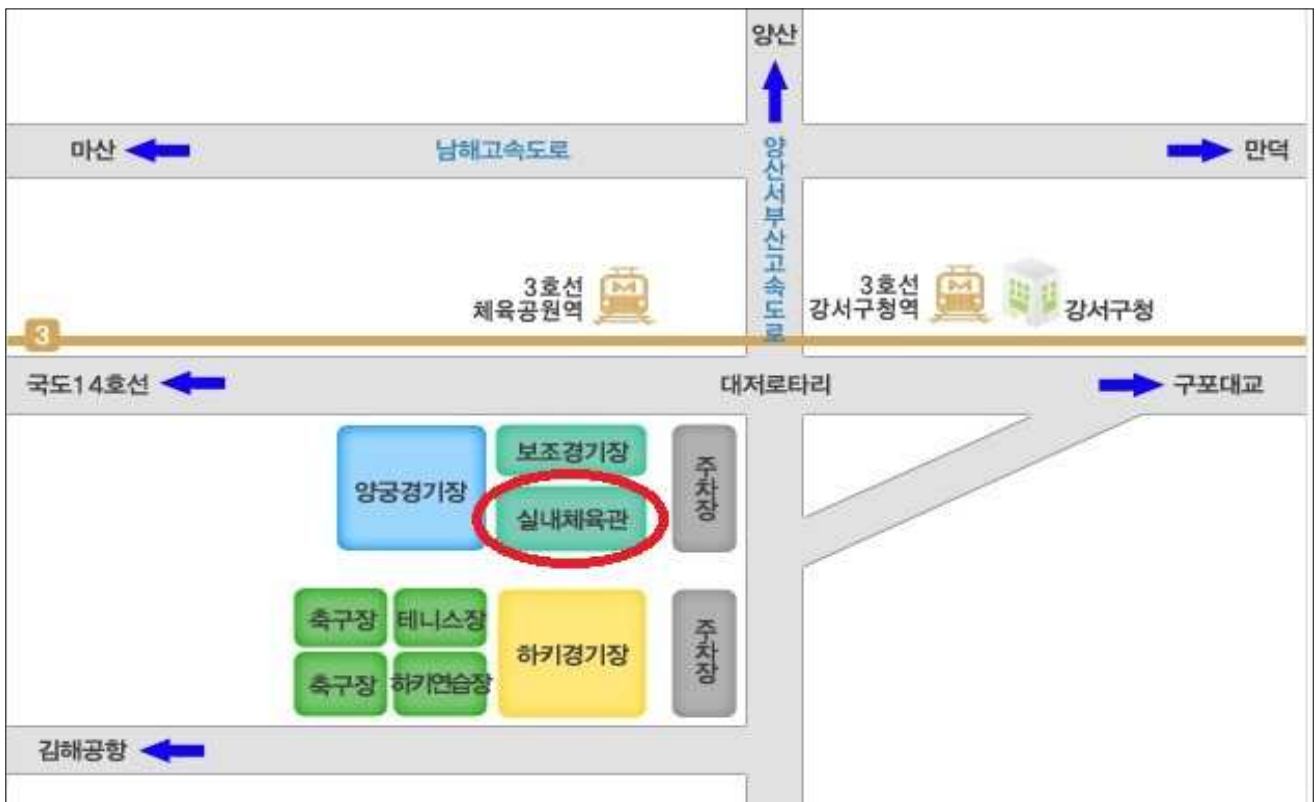 양산
마산
남해고속도로
양산서부산고속도로
만덕
3호선
체육공원역
3호선
강서구청역
강서구청
3
국도14호선
대저로타리
구포대교
보조경기장
양궁경기장
실내체육관
주차장
축구장
테니스장
하키경기장
주차장
축구장
하키연습장
김해공항